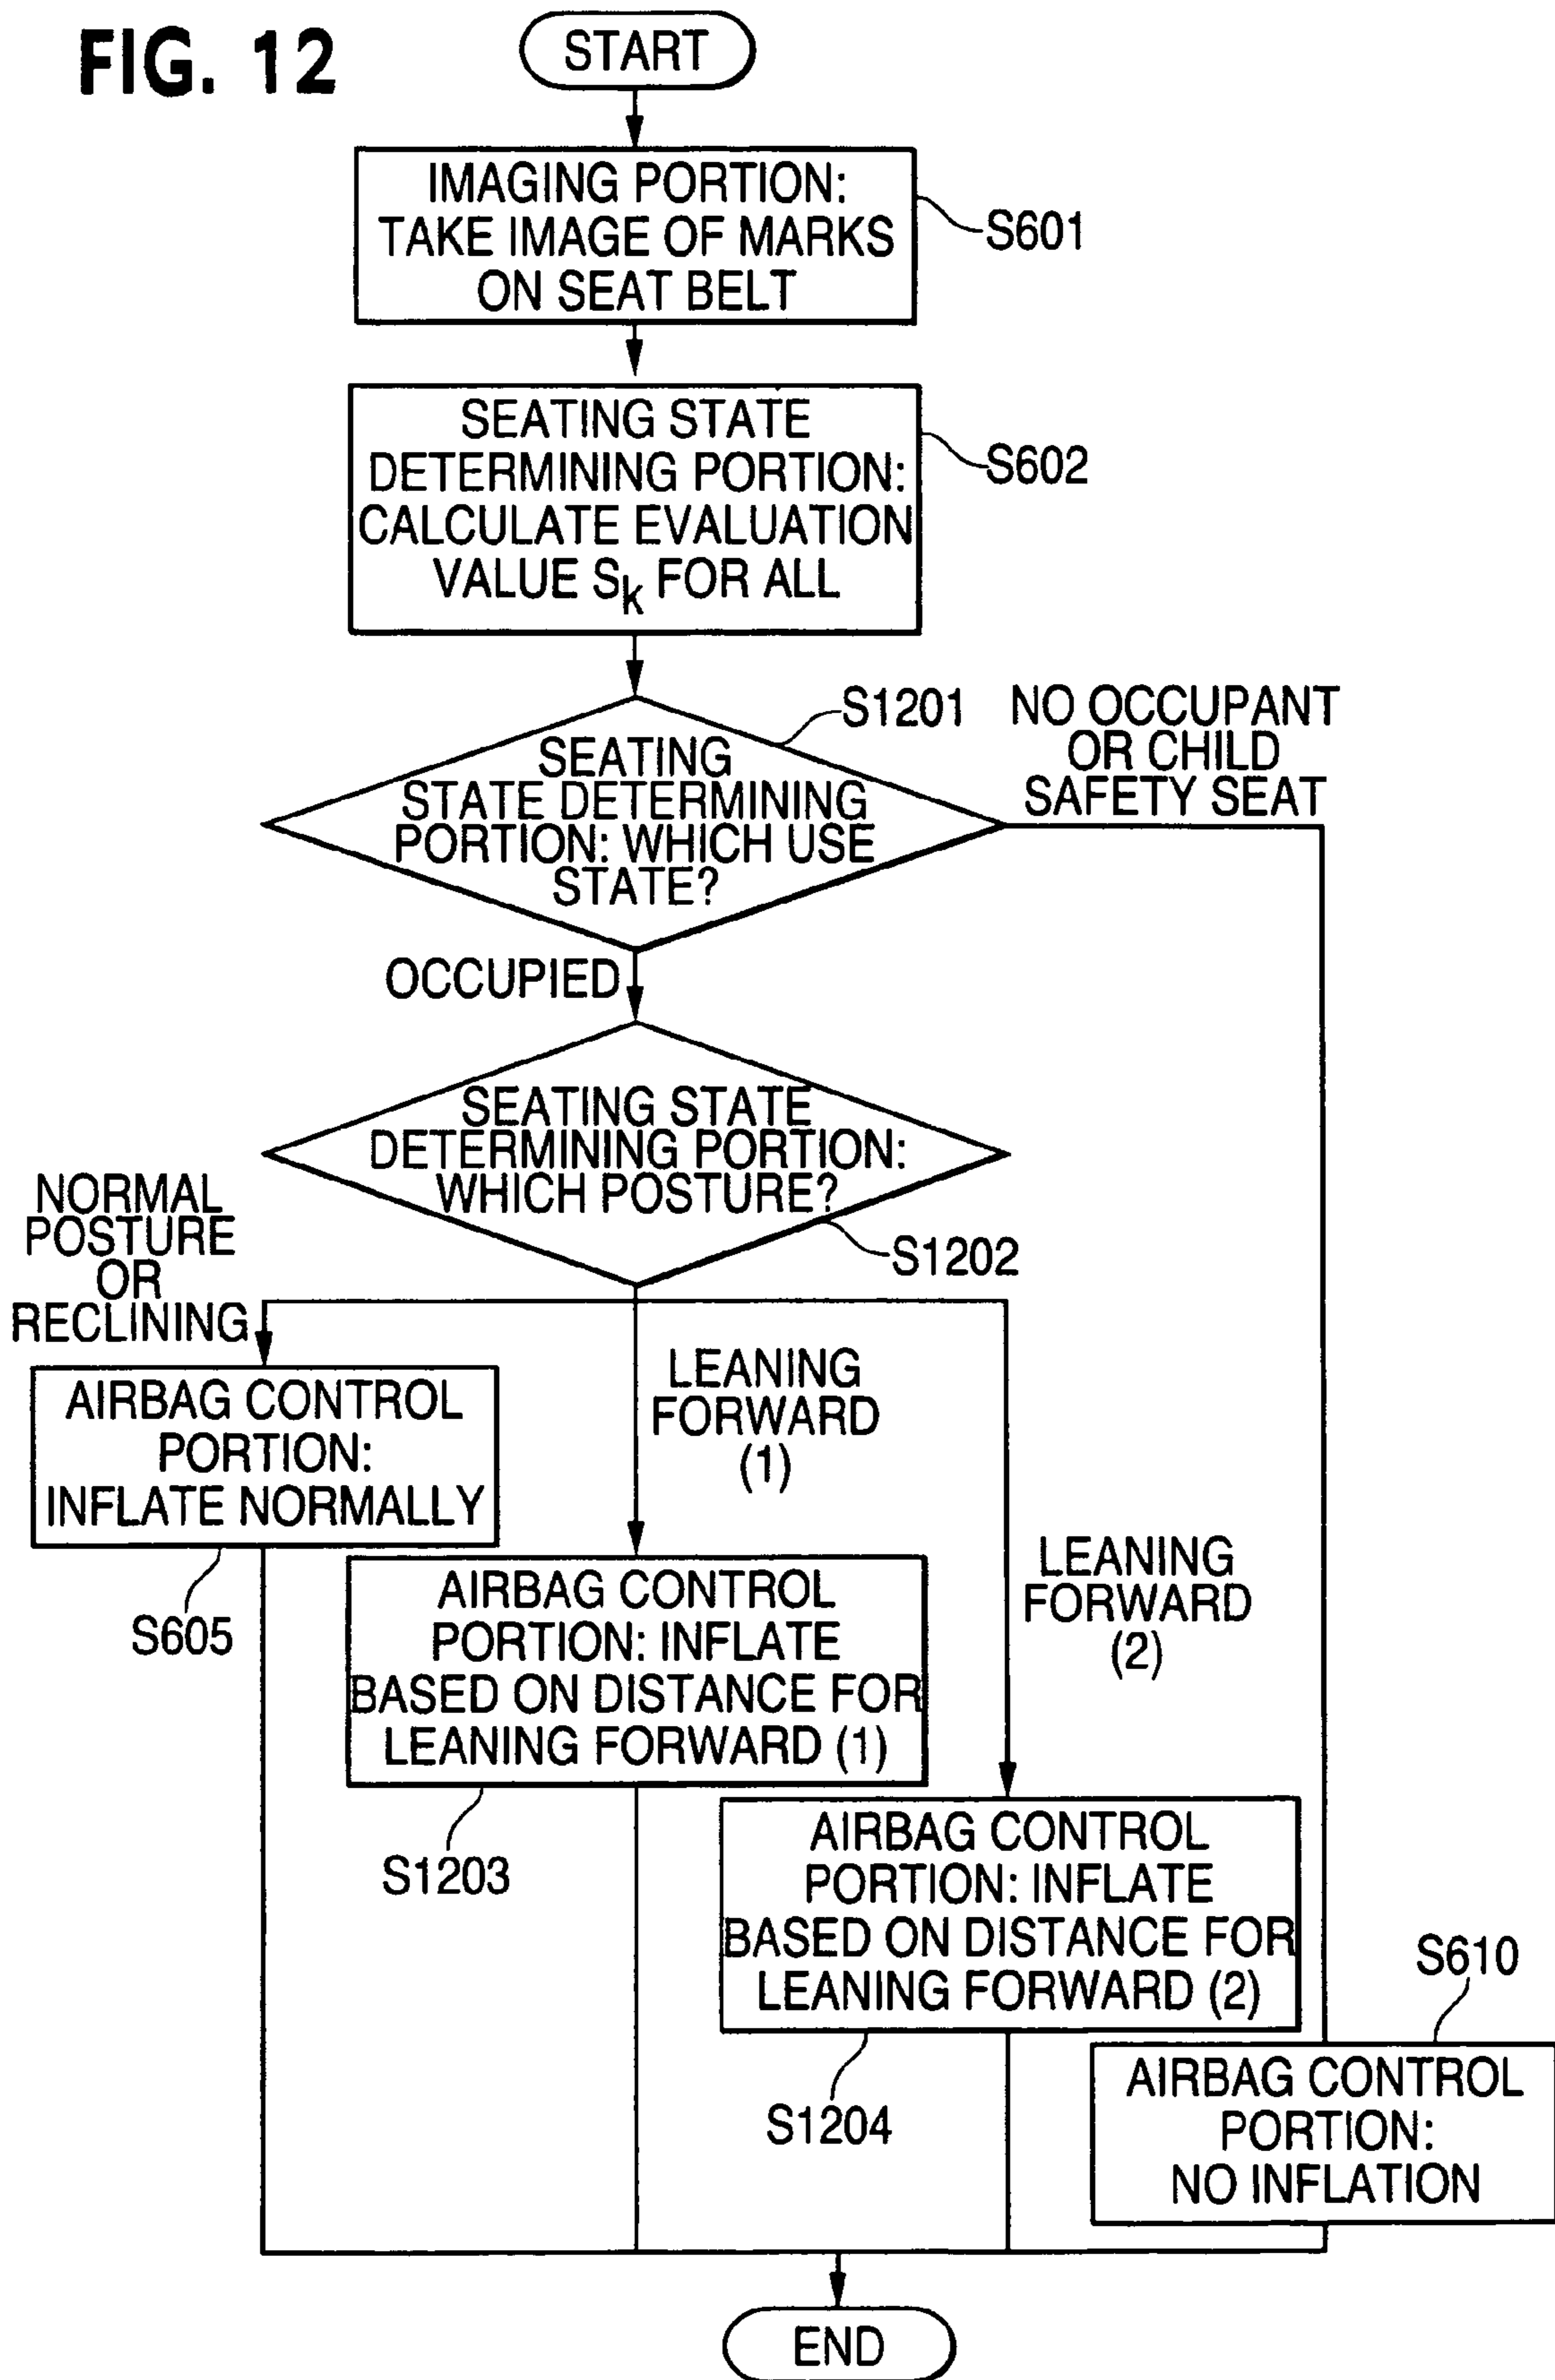 FIG. 12
START
IMAGING PORTION:
TAKE IMAGE OF MARKS
ON SEAT BELT
S601
SEATING STATE
DETERMINING PORTION:
CALCULATE EVALUATION
VALUE Sk FOR ALL
S602
S1201
NO OCCUPANT
OR CHILD
SAFETY SEAT
SEATING
STATE DETERMINING
PORTION: WHICH USE
STATE?
OCCUPIED
SEATING STATE
DETERMINING PORTION:
WHICH POSTURE?
S1202
NORMAL
POSTURE
OR
RECLINING
AIRBAG CONTROL
PORTION:
INFLATE NORMALLY
S605
LEANING
FORWARD
(1)
AIRBAG CONTROL
PORTION: INFLATE
BASED ON DISTANCE FOR
LEANING FORWARD (1)
S1203
LEANING
FORWARD
(2)
AIRBAG CONTROL
PORTION: INFLATE
BASED ON DISTANCE FOR
LEANING FORWARD (2)
S1204
S610
AIRBAG CONTROL
PORTION:
NO INFLATION
END